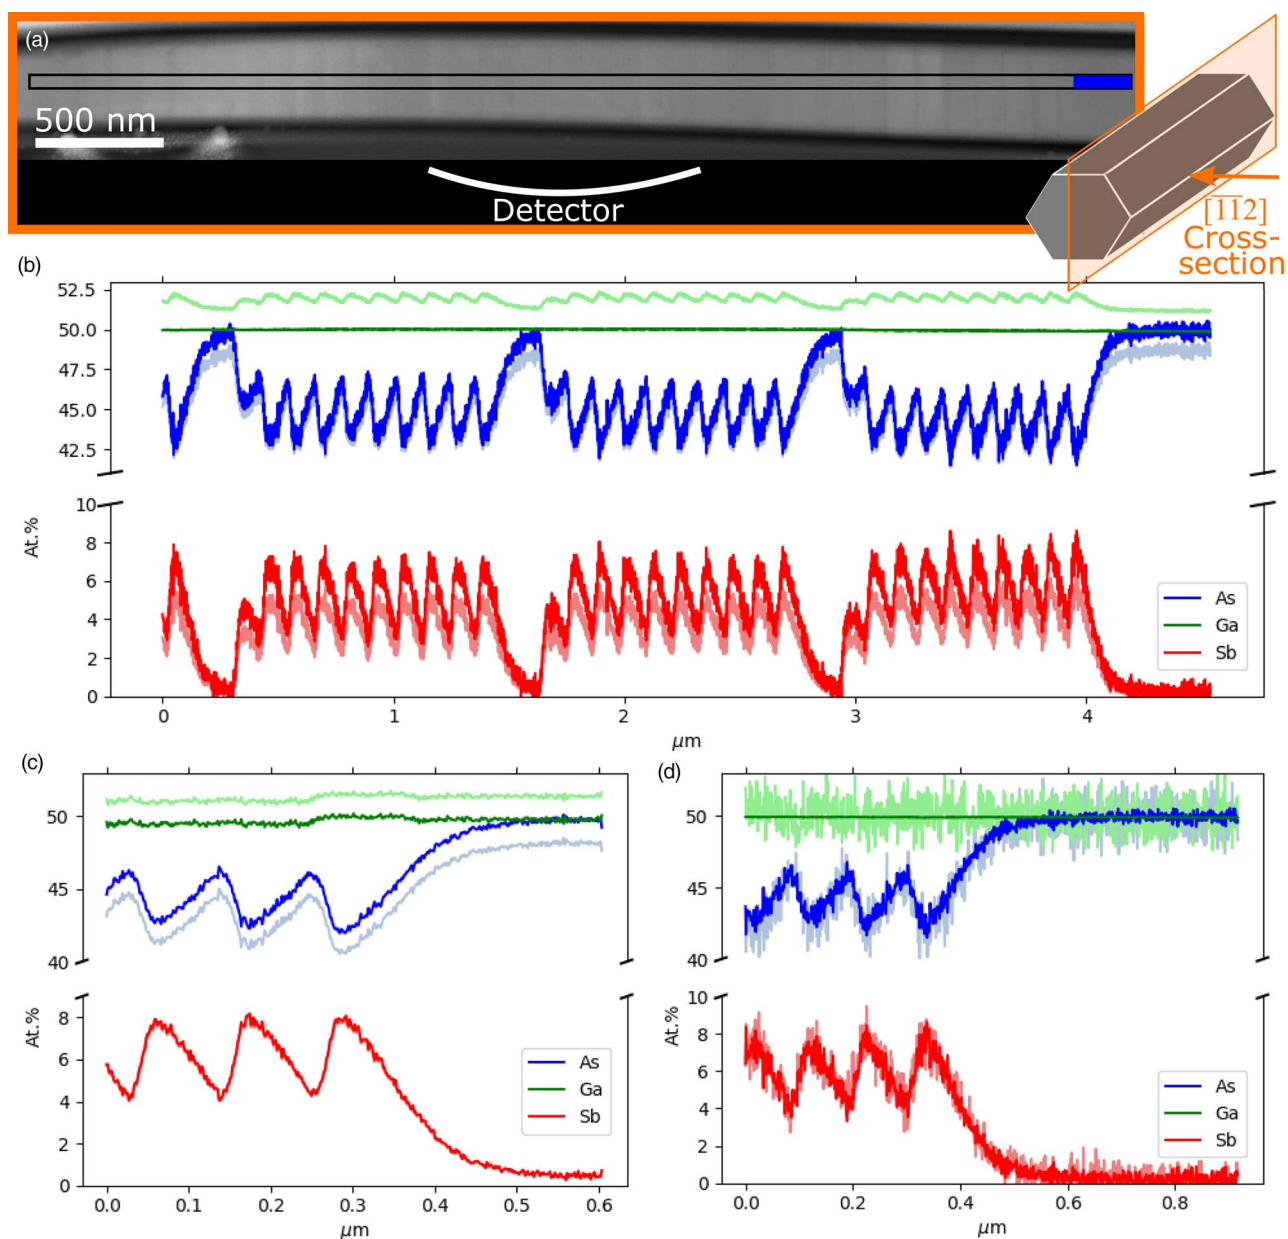 (a)
500 nm
Detector
[1̅1̅2]
Cross-
section
(b)
52.5
50.0
47.5
45.0
42.5
10
8
6
4
2
0
At.%
As
Ga
Sb
0 1 2 3 4
μm
(c)
50
45
40
8
6
4
2
0
At.%
As
Ga
Sb
0.0 0.1 0.2 0.3 0.4 0.5 0.6
μm
(d)
50
45
40
10
8
6
4
2
0
At.%
As
Ga
Sb
0.0 0.2 0.4 0.6 0.8
μm